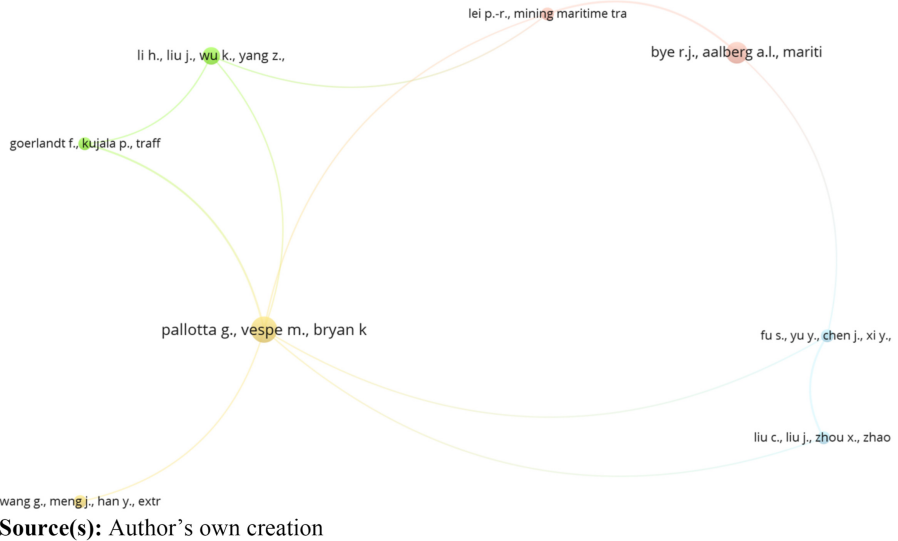 lei p.-r., mining maritime tra
bye r.j., aalberg a.l., mariti
li h., liu j., wu k., yang z.,
goerlandt f., kujala p., traff
pallotta g., vespe m., bryan k
fu s., yu y., chen j., xi y.,
liu c., liu j., zhou x., zhao
wang g., meng j., han y., extr
Source(s): Author’s own creation